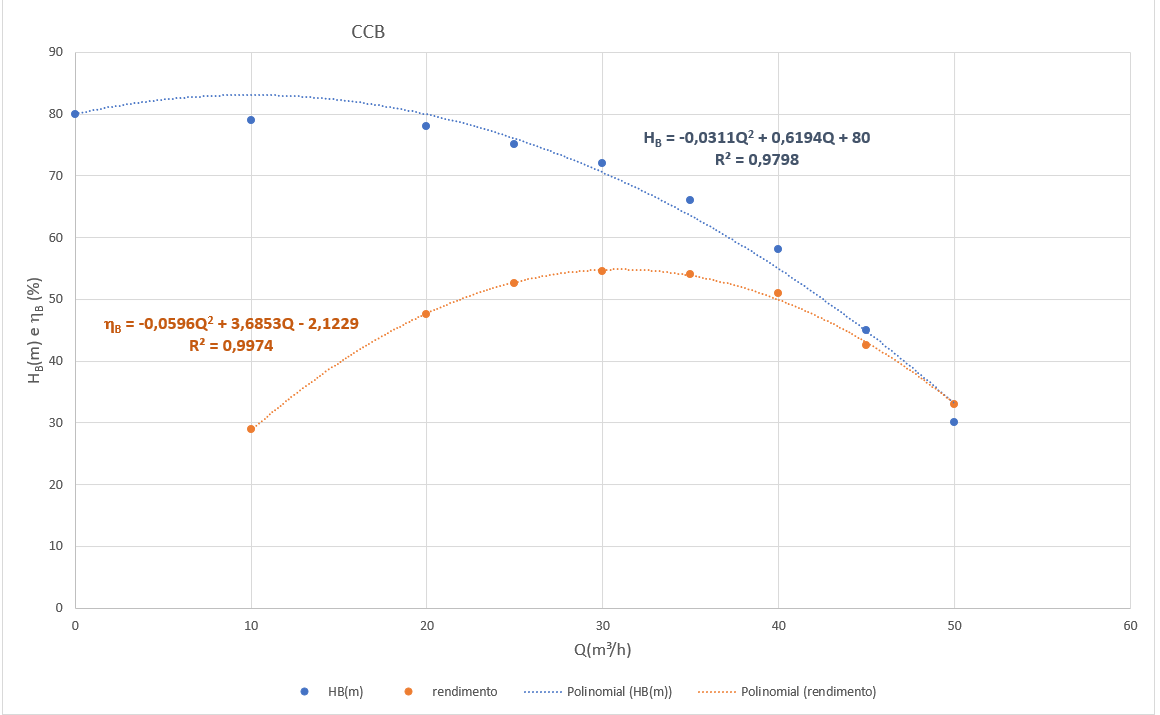 CCB
90
80
70
60
50
40
30
20
10
0
H_B(m) e η_B (%)
H_B = -0,0311Q² + 0,6194Q + 80
R² = 0,9798
η_B = -0,0596Q² + 3,6853Q - 2,1229
R² = 0,9974
0 10 20 30 40 50 60
Q(m³/h)
HB(m) rendimento Polinomial (HB(m)) Polinomial (rendimento)